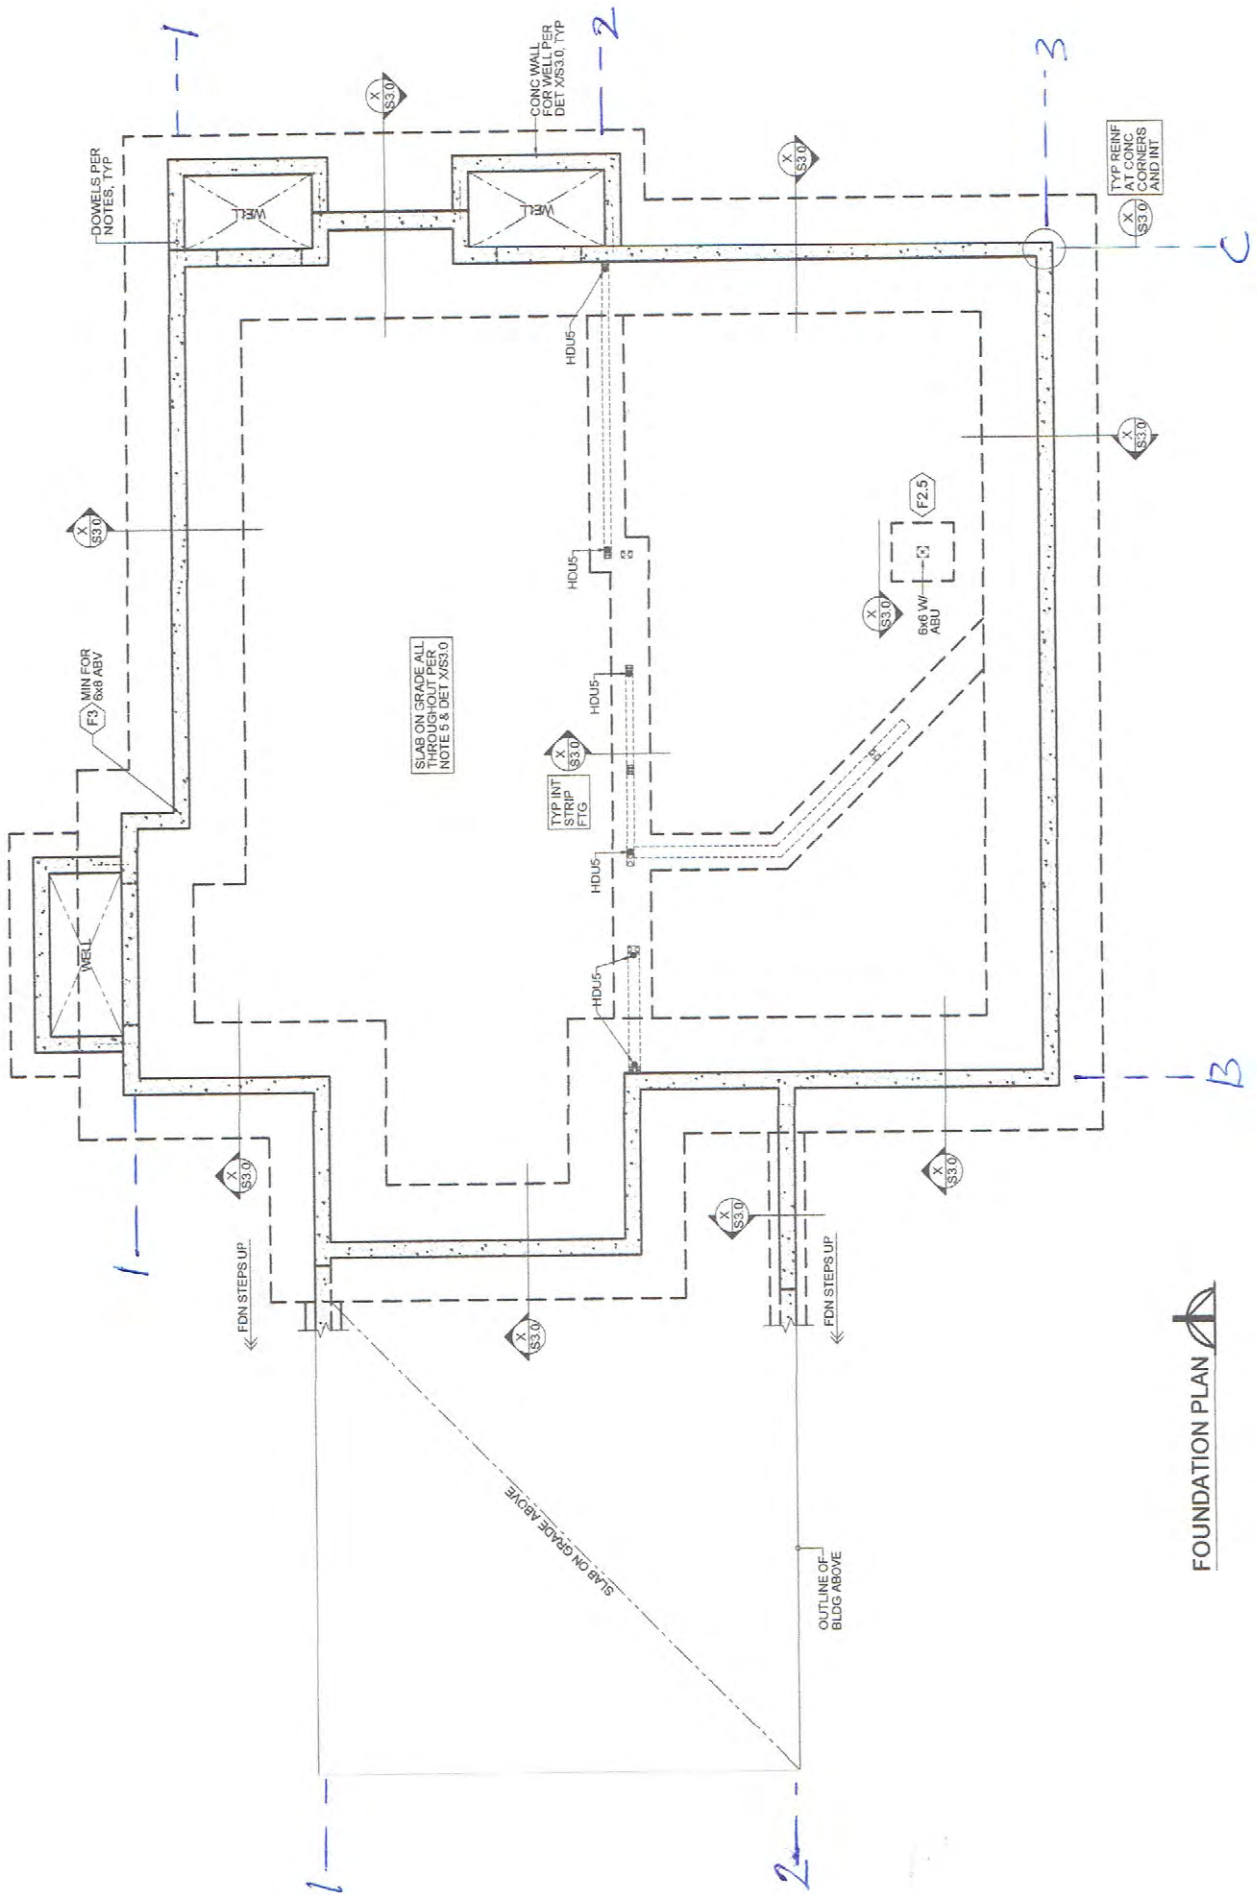 1
DOWELS PER
NOTES, TYP
X
S3.0
2
CONC WALL
FOR WELL PER
DET X/S3.0, TYP
3
WELL
WELL
X
S3.0
TYP REINF
AT CONC
CORNERS
AND INT
X
S3.0
C
HDU5
X
S3.0
X
S3.0
HDU5
F2.5
6x6 W/
ABU
X
S3.0
F3
MIN FOR
6x8 ABV
SLAB ON GRADE ALL
THROUGHOUT PER
NOTE 5 & DET X/S3.0
HDU5
X
S3.0
TYP INT
STRIP
FTG
HDU5
WELL
HDU5
B
X
S3.0
X
S3.0
X
S3.0
1
FDN STEPS UP
X
S3.0
FDN STEPS UP
SLAB ON GRADE ABOVE
OUTLINE OF
BLDG ABOVE
FOUNDATION PLAN
1
2